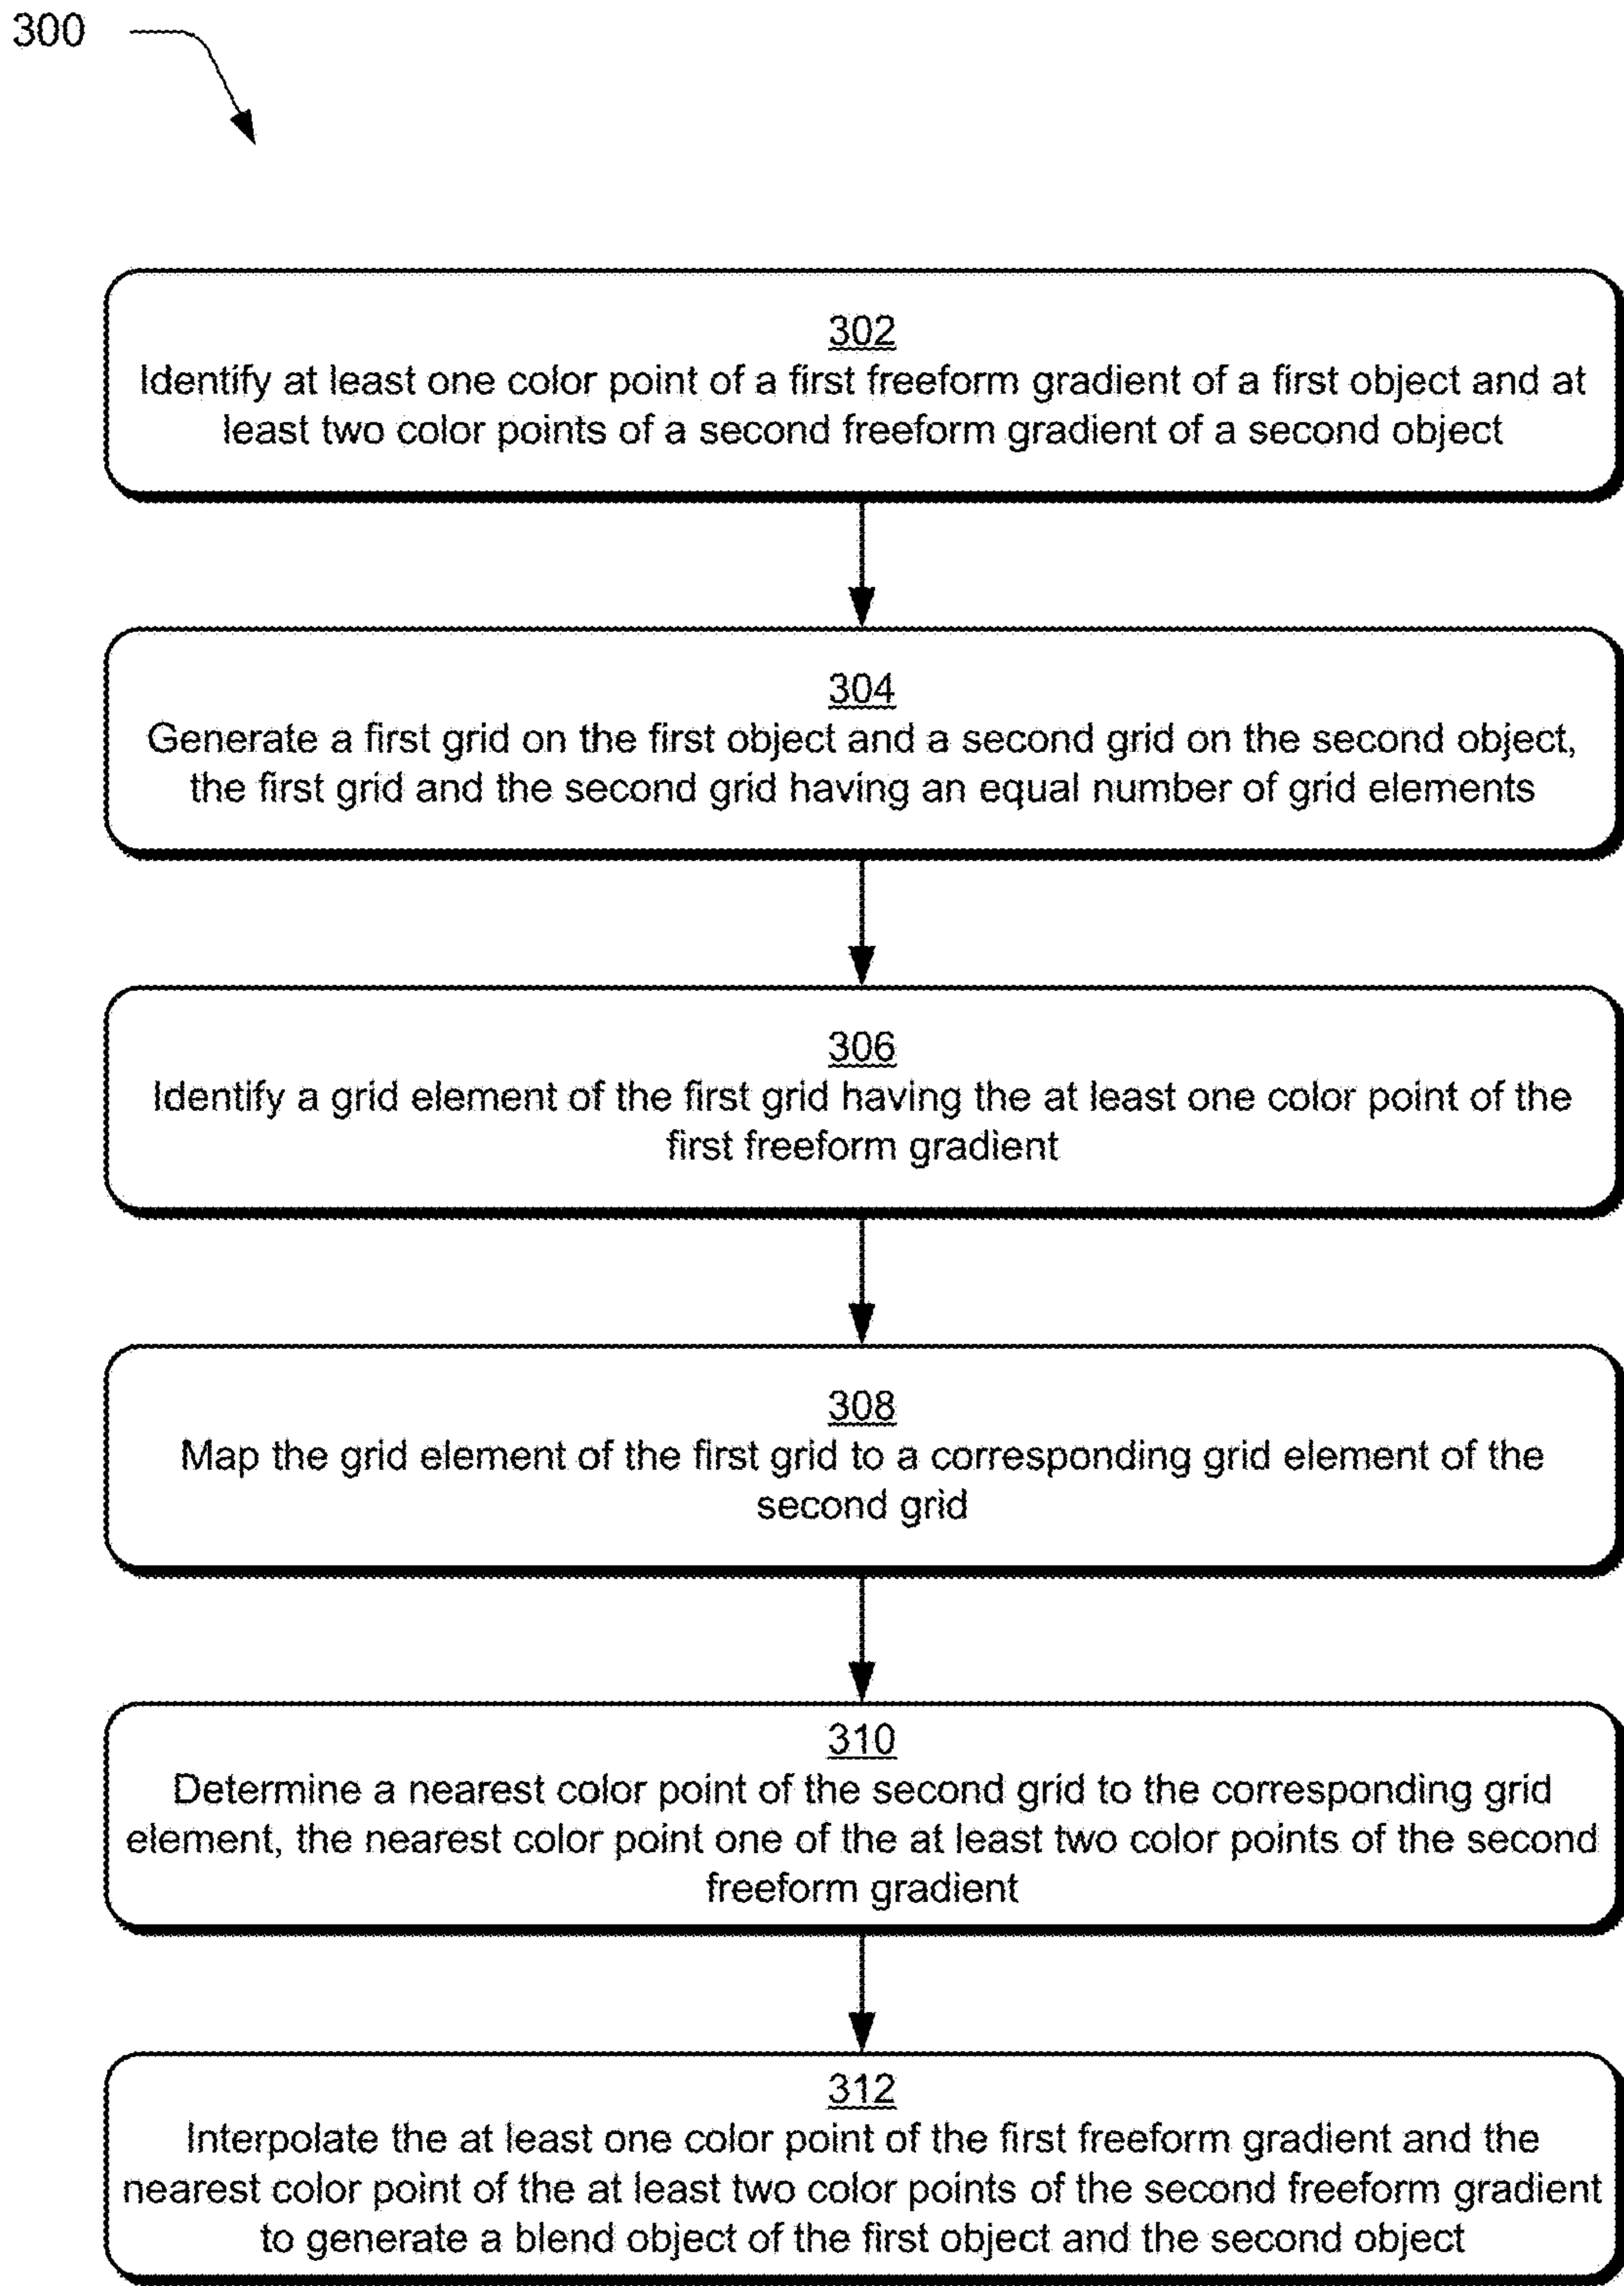 300
302
Identify at least one color point of a first freeform gradient of a first object and at
least two color points of a second freeform gradient of a second object
304
Generate a first grid on the first object and a second grid on the second object,
the first grid and the second grid having an equal number of grid elements
306
Identify a grid element of the first grid having the at least one color point of the
first freeform gradient
308
Map the grid element of the first grid to a corresponding grid element of the
second grid
310
Determine a nearest color point of the second grid to the corresponding grid
element, the nearest color point one of the at least two color points of the second
freeform gradient
312
Interpolate the at least one color point of the first freeform gradient and the
nearest color point of the at least two color points of the second freeform gradient
to generate a blend object of the first object and the second object